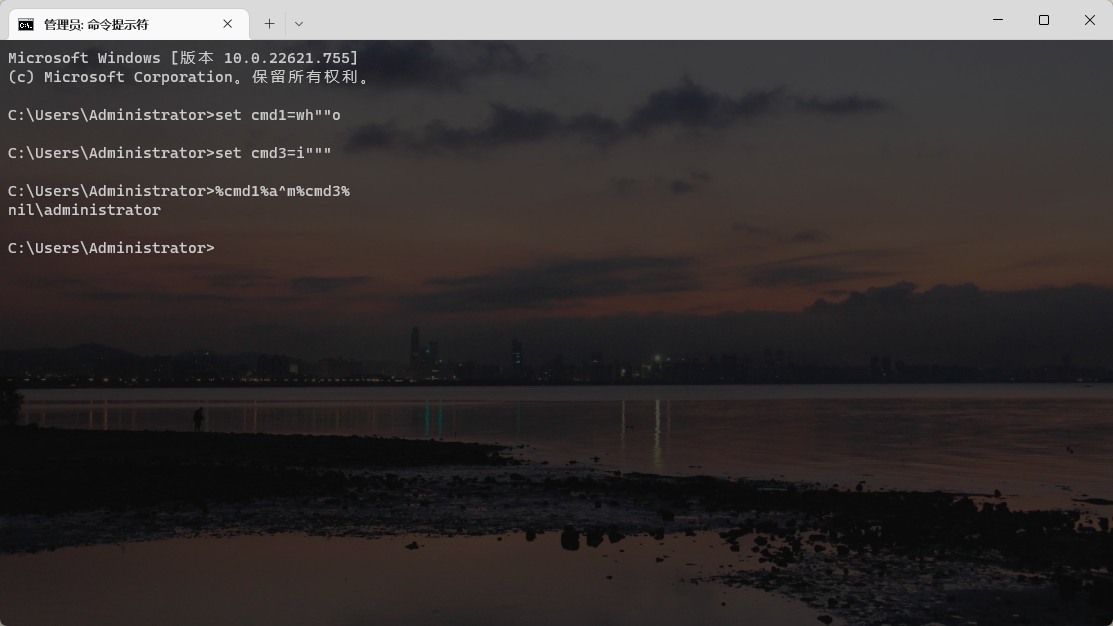 管理员: 命令提示符
Microsoft Windows [版本 10.0.22621.755]
(c) Microsoft Corporation。保留所有权利。
C:\Users\Administrator>set cmd1=wh""o
C:\Users\Administrator>set cmd3=i"""
C:\Users\Administrator>%cmd1%a^m%cmd3%
nil\administrator
C:\Users\Administrator>